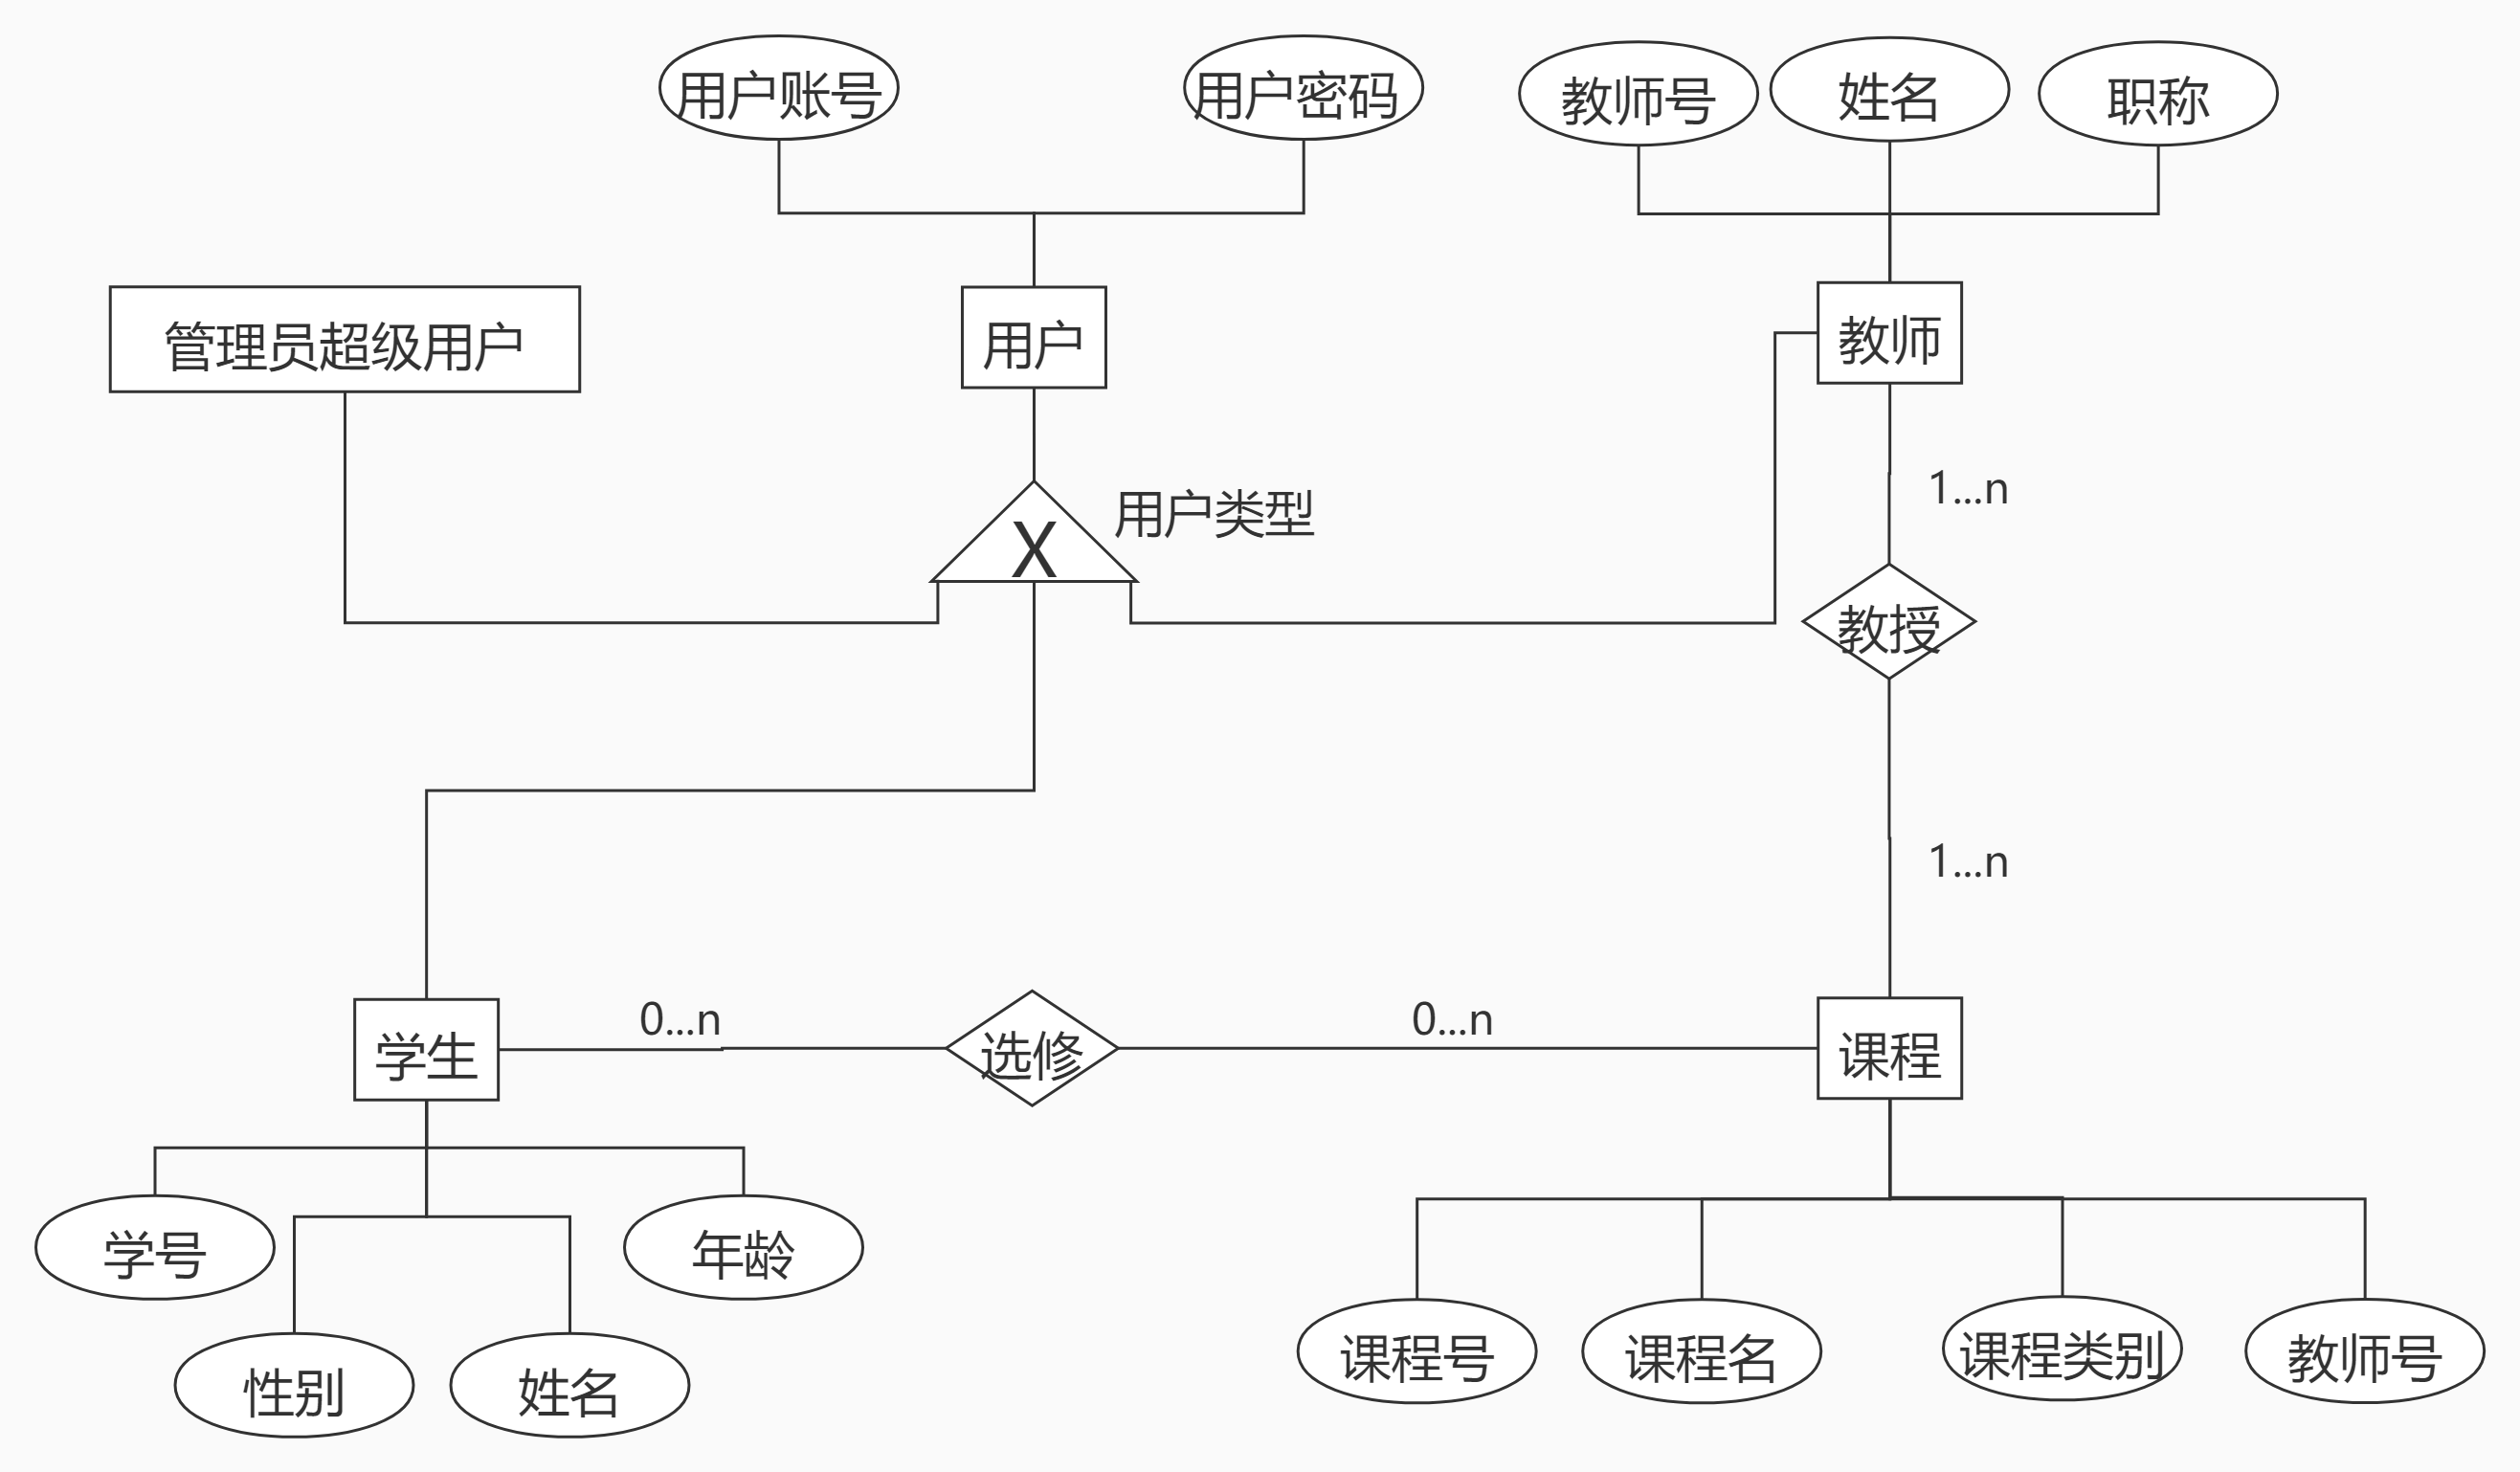 用户账号
用户密码
教师号
姓名
职称
管理员超级用户
用户
教师
X
用户类型
1...n
教授
1...n
学生
0...n
选修
0...n
课程
学号
年龄
性别
姓名
课程号
课程名
课程类别
教师号